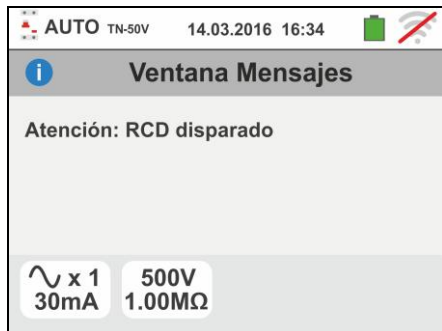 AUTO TN-50V 14.03.2016 16:34
i Ventana Mensajes
Atención: RCD disparado
x 1 500V
30mA 1.00MΩ